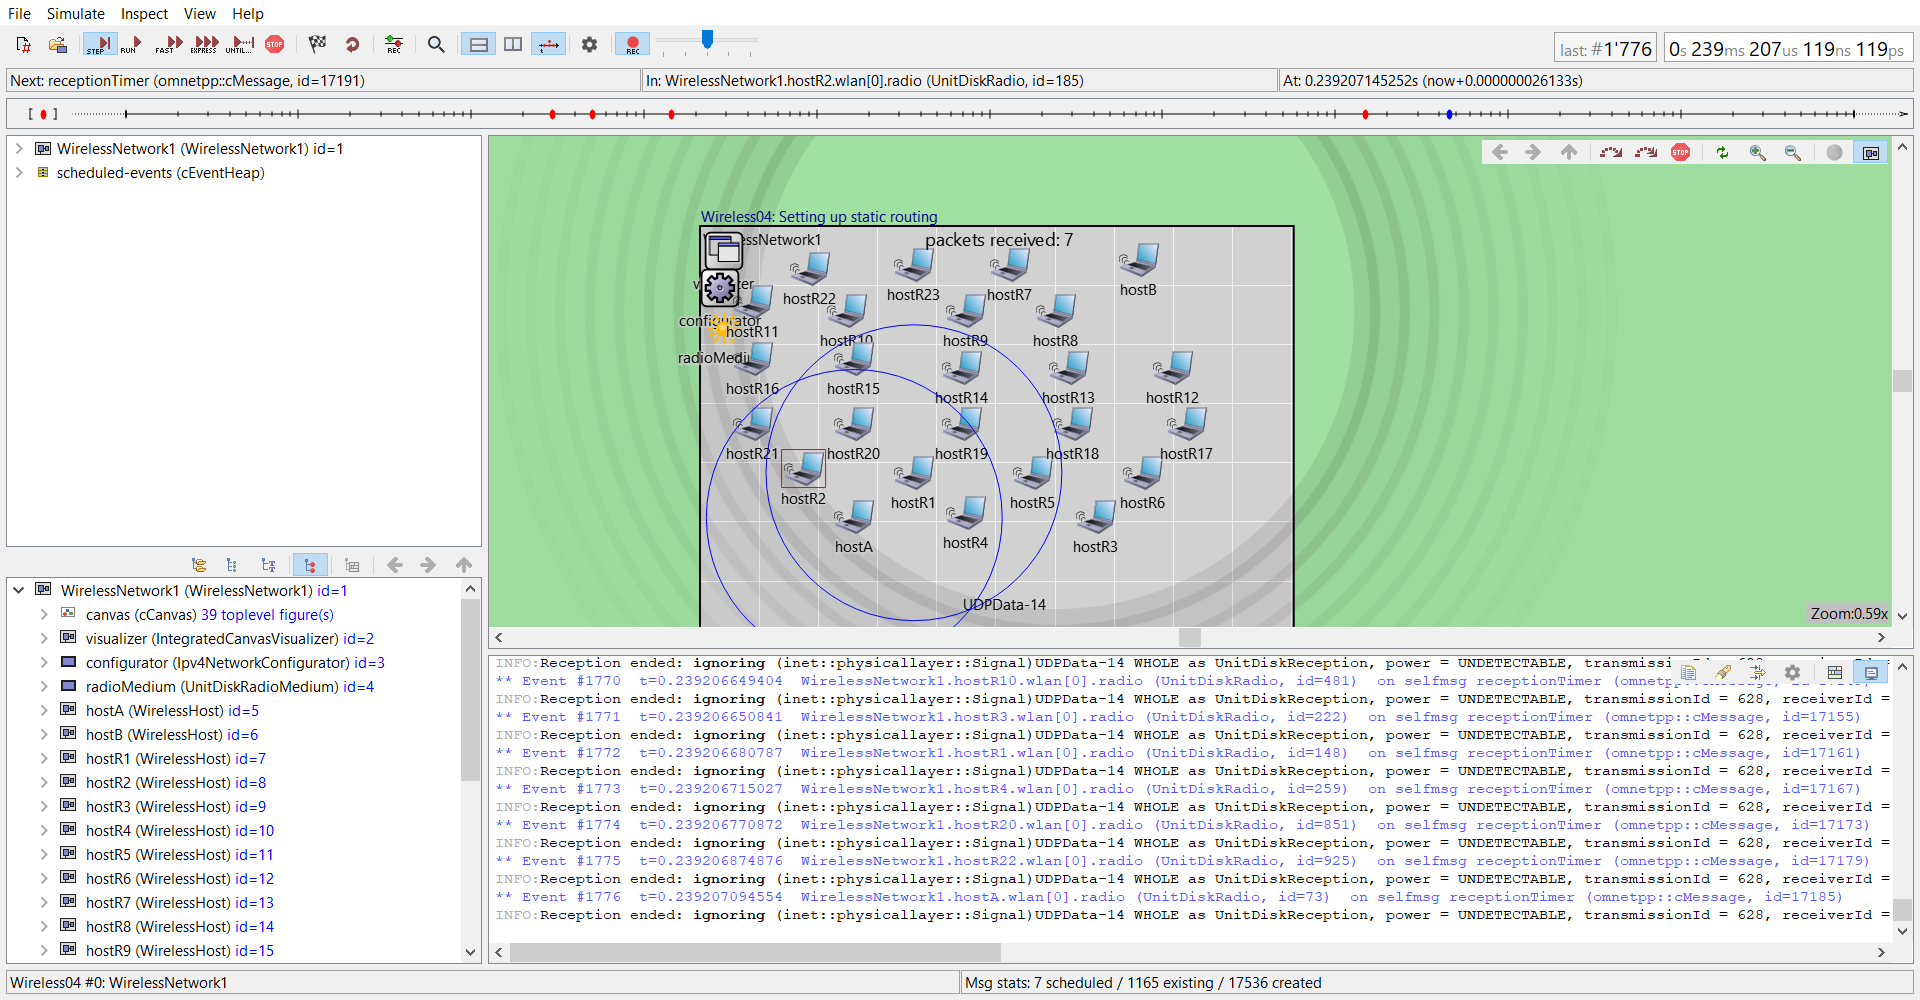 File Simulate Inspect View Help
STEP RUN FAST EXPRESS UNTIL... STOP REC REC
last: #1'776 0s 239ms 207us 119ns 119ps
Next: receptionTimer (omnetpp::cMessage, id=17191) In: WirelessNetwork1.hostR2.wlan[0].radio (UnitDiskRadio, id=185) At: 0.239207145252s (now+0.000000026133s)
WirelessNetwork1 (WirelessNetwork1) id=1
scheduled-events (cEventHeap)
WirelessNetwork1 (WirelessNetwork1) id=1
canvas (cCanvas) 39 toplevel figure(s)
visualizer (IntegratedCanvasVisualizer) id=2
configurator (Ipv4NetworkConfigurator) id=3
radioMedium (UnitDiskRadioMedium) id=4
hostA (WirelessHost) id=5
hostB (WirelessHost) id=6
hostR1 (WirelessHost) id=7
hostR2 (WirelessHost) id=8
hostR3 (WirelessHost) id=9
hostR4 (WirelessHost) id=10
hostR5 (WirelessHost) id=11
hostR6 (WirelessHost) id=12
hostR7 (WirelessHost) id=13
hostR8 (WirelessHost) id=14
hostR9 (WirelessHost) id=15
STOP
Wireless04: Setting up static routing
essNetwork1 packets received: 7
hostR22 hostR23 hostR7 hostB
configurator
hostR11 hostR10 hostR9 hostR8
radioMediu
hostR16 hostR15 hostR14 hostR13 hostR12
hostR21 hostR20 hostR19 hostR18 hostR17
hostR2 hostR1 hostR5 hostR6
hostA hostR4 hostR3
UDPData-14
Zoom:0.59x
INFO:Reception ended: ignoring (inet::physicallayer::Signal)UDPData-14 WHOLE as UnitDiskReception, power = UNDETECTABLE,
** Event #1770 t=0.239206649404 WirelessNetwork1.hostR10.wlan[0].radio (UnitDiskRadio, id=481) on selfmsg receptionTimer
INFO:Reception ended: ignoring (inet::physicallayer::Signal)UDPData-14 WHOLE as UnitDiskReception, power = UNDETECTABLE, transmissionId = 628, receiverId =
** Event #1771 t=0.239206650841 WirelessNetwork1.hostR3.wlan[0].radio (UnitDiskRadio, id=222) on selfmsg receptionTimer (omnetpp::cMessage, id=17155)
INFO:Reception ended: ignoring (inet::physicallayer::Signal)UDPData-14 WHOLE as UnitDiskReception, power = UNDETECTABLE, transmissionId = 628, receiverId =
** Event #1772 t=0.239206680787 WirelessNetwork1.hostR1.wlan[0].radio (UnitDiskRadio, id=148) on selfmsg receptionTimer (omnetpp::cMessage, id=17161)
INFO:Reception ended: ignoring (inet::physicallayer::Signal)UDPData-14 WHOLE as UnitDiskReception, power = UNDETECTABLE, transmissionId = 628, receiverId =
** Event #1773 t=0.239206715027 WirelessNetwork1.hostR4.wlan[0].radio (UnitDiskRadio, id=259) on selfmsg receptionTimer (omnetpp::cMessage, id=17167)
INFO:Reception ended: ignoring (inet::physicallayer::Signal)UDPData-14 WHOLE as UnitDiskReception, power = UNDETECTABLE, transmissionId = 628, receiverId =
** Event #1774 t=0.239206770872 WirelessNetwork1.hostR20.wlan[0].radio (UnitDiskRadio, id=851) on selfmsg receptionTimer (omnetpp::cMessage, id=17173)
INFO:Reception ended: ignoring (inet::physicallayer::Signal)UDPData-14 WHOLE as UnitDiskReception, power = UNDETECTABLE, transmissionId = 628, receiverId =
** Event #1775 t=0.239206874876 WirelessNetwork1.hostR22.wlan[0].radio (UnitDiskRadio, id=925) on selfmsg receptionTimer (omnetpp::cMessage, id=17179)
INFO:Reception ended: ignoring (inet::physicallayer::Signal)UDPData-14 WHOLE as UnitDiskReception, power = UNDETECTABLE, transmissionId = 628, receiverId =
** Event #1776 t=0.239207094554 WirelessNetwork1.hostA.wlan[0].radio (UnitDiskRadio, id=73) on selfmsg receptionTimer (omnetpp::cMessage, id=17185)
INFO:Reception ended: ignoring (inet::physicallayer::Signal)UDPData-14 WHOLE as UnitDiskReception, power = UNDETECTABLE, transmissionId = 628, receiverId =
Wireless04 #0: WirelessNetwork1 Msg stats: 7 scheduled / 1165 existing / 17536 created